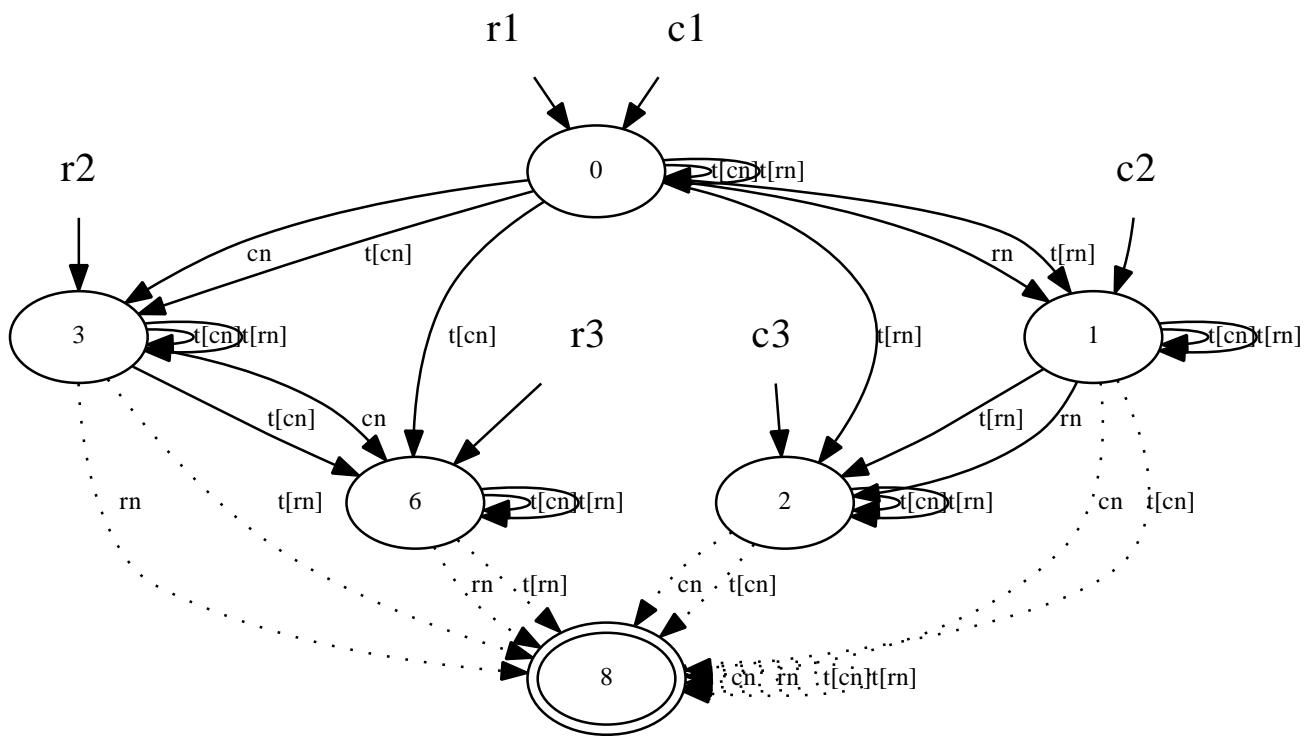 r1 c1
r2 0 t[cn] t[rn] c2
cn t[cn] rn t[rn]
3 t[cn] t[rn] t[cn] r3 c3 t[rn] 1 t[cn] t[rn]
t[cn] cn t[rn] rn
rn t[rn] 6 t[cn] t[rn] 2 t[cn] t[rn] cn t[cn]
rn t[rn] cn t[cn]
8 cn rn t[cn] t[rn]